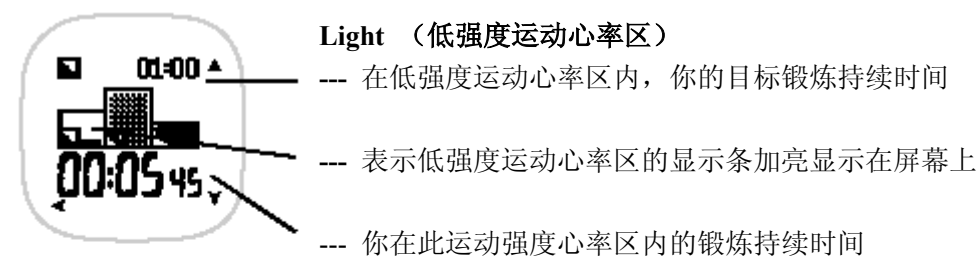 Light （低强度运动心率区）
01:00
--- 在低强度运动心率区内，你的目标锻炼持续时间
--- 表示低强度运动心率区的显示条加亮显示在屏幕上
00:05 45
--- 你在此运动强度心率区内的锻炼持续时间